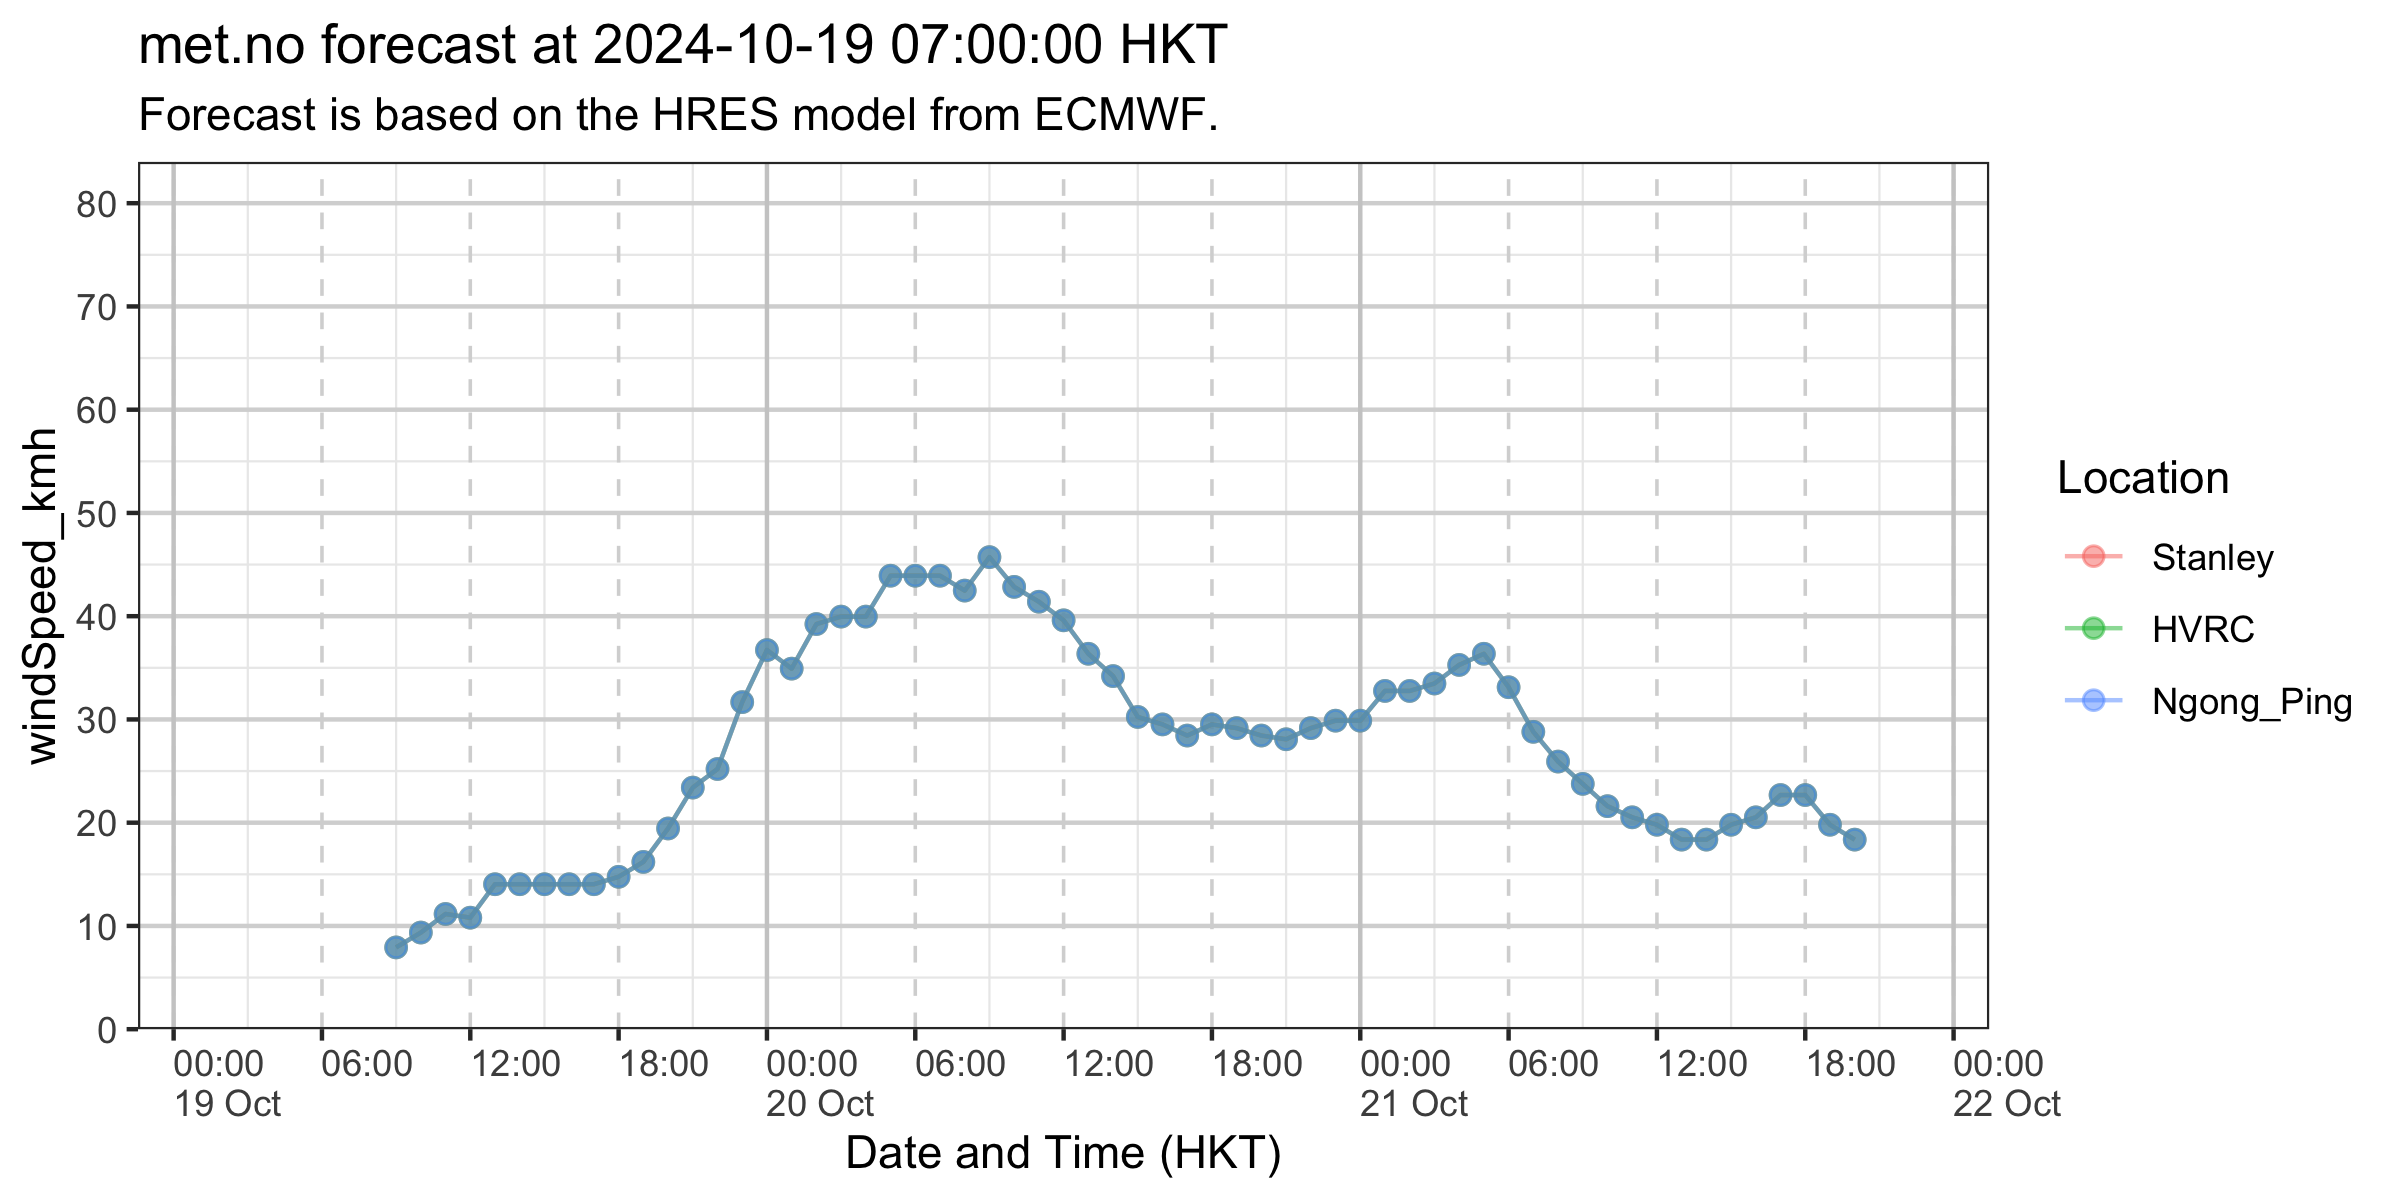 met.no forecast at 2024-10-19 07:00:00 HKT
Forecast is based on the HRES model from ECMWF.
windSpeed_kmh
80
70
60
50
40
30
20
10
0
00:00 06:00 12:00 18:00 00:00 06:00 12:00 18:00 00:00 06:00 12:00 18:00 00:00
19 Oct 20 Oct 21 Oct 22 Oct
Date and Time (HKT)
Location
Stanley
HVRC
Ngong_Ping